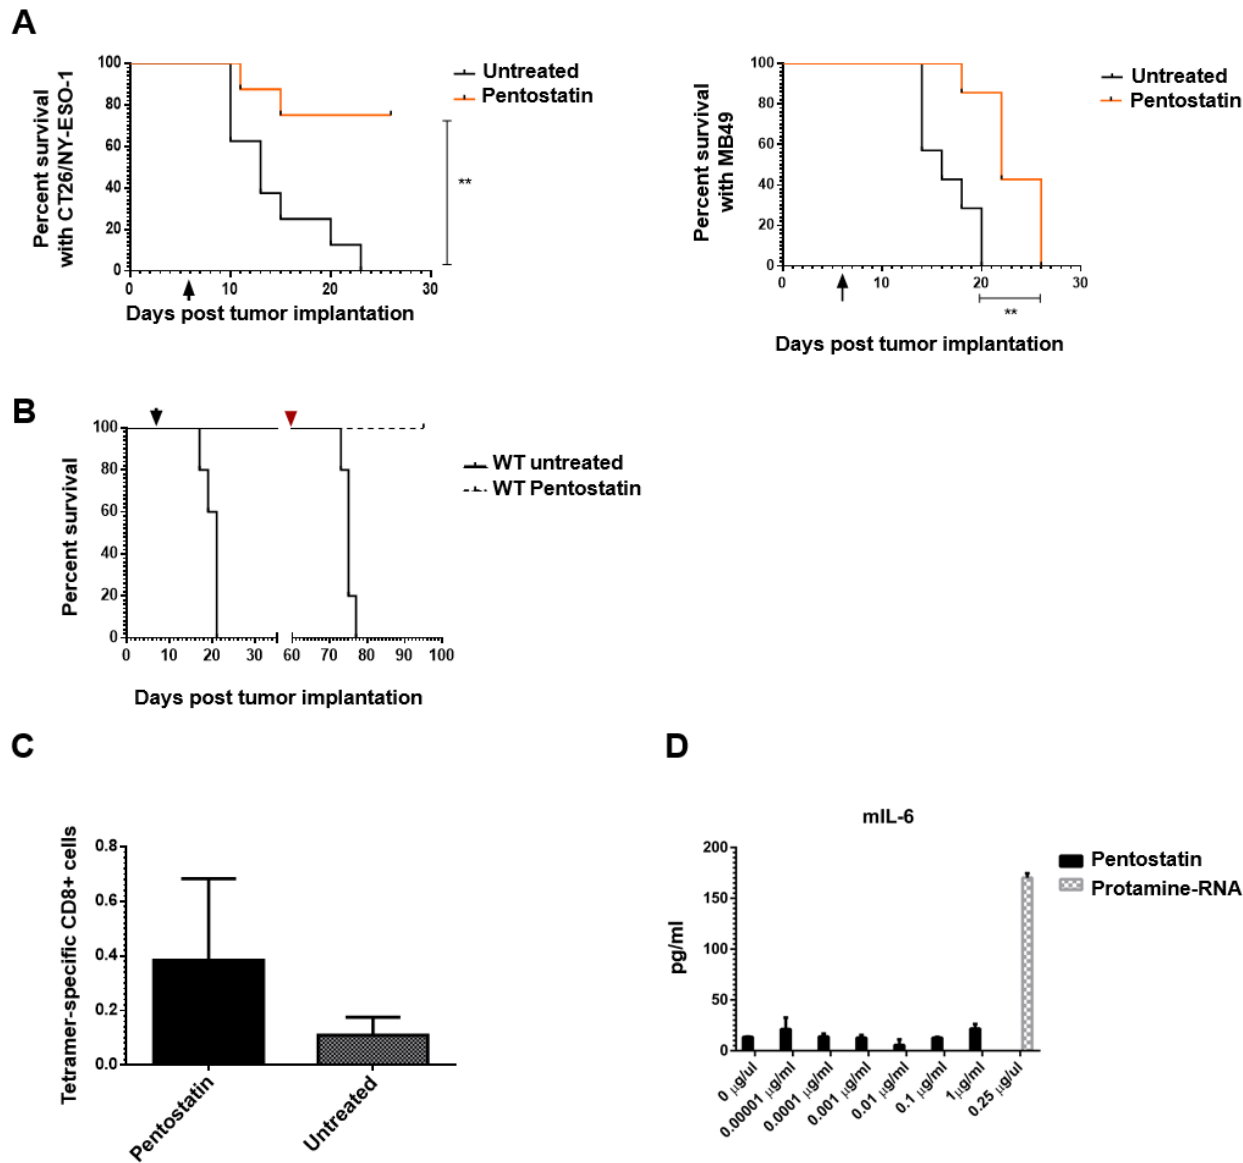 A
Percent survival
with CT26/NY-ESO-1
100
80
60
40
20
0
0 10 20 30
Days post tumor implantation
Untreated
Pentostatin
**
Percent survival
with MB49
100
80
60
40
20
0
0 10 20 30
**
Days post tumor implantation
Untreated
Pentostatin
B
Percent survival
100
80
60
40
20
0
0 10 20 30 60 70 80 90 100
Days post tumor implantation
WT untreated
WT Pentostatin
C
Tetramer-specific CD8+ cells
0.8
0.6
0.4
0.2
0.0
Pentostatin
Untreated
D
mIL-6
pg/ml
200
150
100
50
0
0 µg/ul
0.00001 µg/ml
0.0001 µg/ml
0.001 µg/ml
0.01 µg/ml
0.1 µg/ml
1µg/ml
0.25 µg/ul
Pentostatin
Protamine-RNA